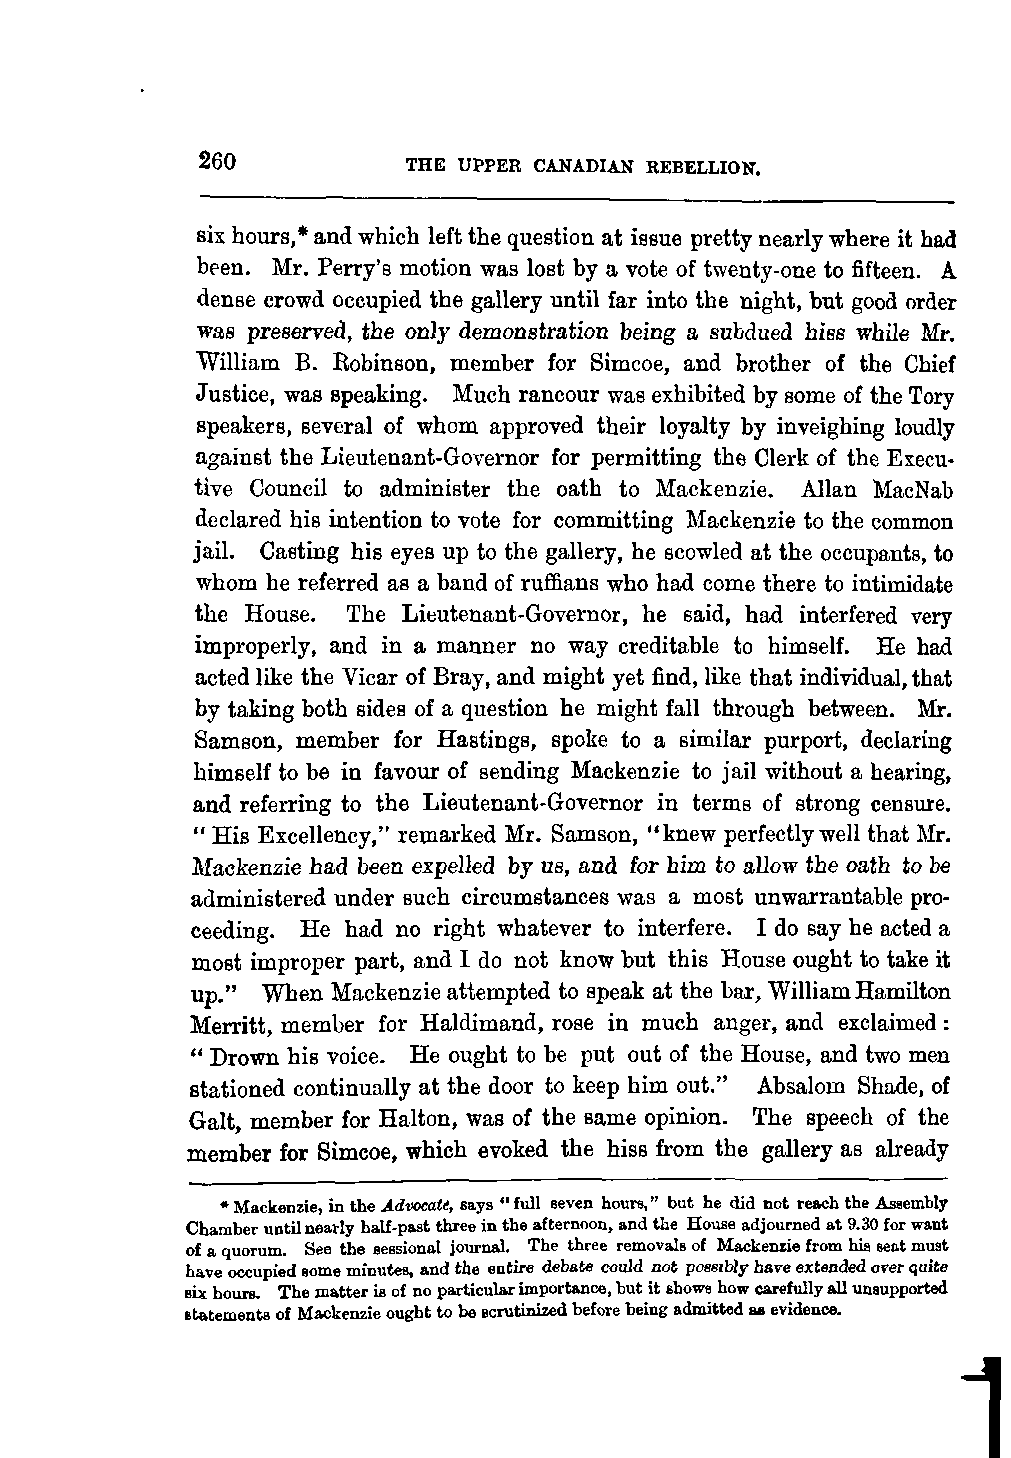 260 THE UPPER CANADIAN REBELLION.
six hours,* and which left the question at issue pretty nearly where it had
been. Mr. Perry's motion was lost by a vote of twenty-one to fifteen. A
dense crowd occupied the gallery until far into the night, but good order
was preserved, the only demonstration being a subdued hiss while Mr.
William B. Robinson, member for Simcoe, and brother of the Chief
Justice, was speaking. Much rancour was exhibited by some of the Tory
speakers, several of whom approved their loyalty by inveighing loudly
against the Lieutenant-Governor for permitting the Clerk of the Execu-
tive Council to administer the oath to Mackenzie. Allan MacNab
declared his intention to vote for committing Mackenzie to the common
jail. Casting his eyes up to the gallery, he scowled at the occupants, to
whom he referred as a band of ruffians who had come there to intimidate
the House. The Lieutenant-Governor, he said, had interfered very
improperly, and in a manner no way creditable to himself. He had
acted like the Vicar of Bray, and might yet find, like that individual, that
by taking both sides of a question he might fall through between. Mr.
Samson, member for Hastings, spoke to a similar purport, declaring
himself to be in favour of sending Mackenzie to jail without a hearing,
and referring to the Lieutenant-Governor in terms of strong censure.
"His Excellency," remarked Mr. Samson, "knew perfectly well that Mr.
Mackenzie had been expelled by us, and for him to allow the oath to be
administered under such circumstances was a most unwarrantable pro-
ceeding. He had no right whatever to interfere. I do say he acted a
most improper part, and I do not know but this House ought to take it
up." When Mackenzie attempted to speak at the bar, William Hamilton
Merritt, member for Haldimand, rose in much anger, and exclaimed:
"Drown his voice. He ought to be put out of the House, and two men
stationed continually at the door to keep him out." Absalom Shade, of
Galt, member for Halton, was of the same opinion. The speech of the
member for Simcoe, which evoked the hiss from the gallery as already
* Mackenzie, in the Advocate, says "full seven hours," but he did not reach the Assembly
Chamber until nearly half-past three in the afternoon, and the House adjourned at 9.30 for want
of a quorum. See the sessional journal. The three removals of Mackenzie from his seat must
have occupied some minutes, and the entire debate could not possibly have extended over quite
six hours. The matter is of no particular importance, but it shows how carefully all unsupported
statements of Mackenzie ought to be scrutinized before being admitted as evidence.